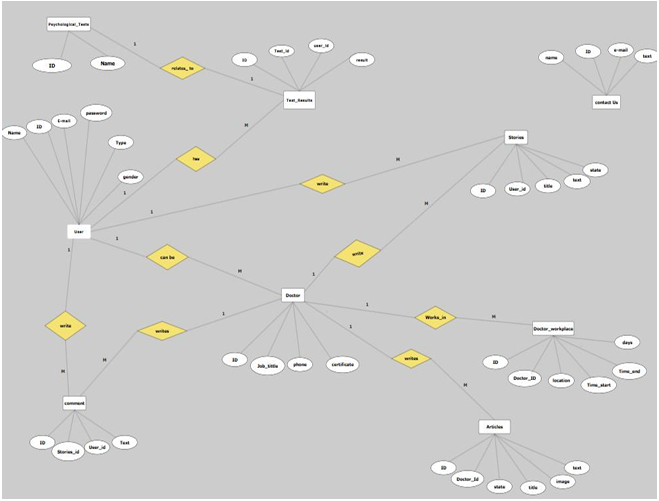 Psychological_Tests
ID
Name
1
relates_to
1
ID
Test_id
user_id
result
Test_Results
name
ID
e-mail
text
contact Us
Name
ID
E-mail
password
Type
gender
User
1
tes
M
1
write
M
Stories
ID
User_id
title
text
state
1
can be
M
1
write
M
Doctor
ID
Job_tittle
phone
certificate
1
write
M
1
writes
M
comment
ID
Stories_id
User_id
Text
1
Works_in
M
Doctor_workplace
ID
Doctor_ID
location
Time_start
Time_end
days
1
writes
M
Articles
ID
Doctor_Id
state
title
image
text